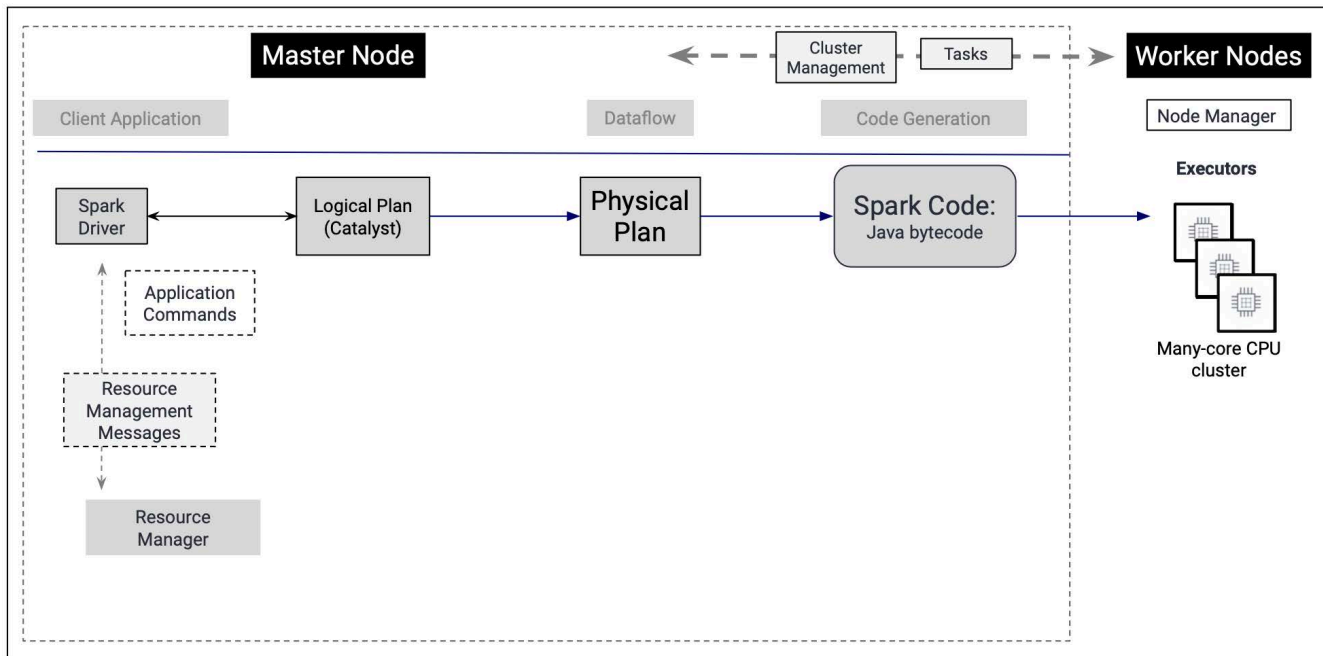 Master Node
Cluster
Management
Tasks
Worker Nodes
Client Application
Dataflow
Code Generation
Node Manager
Executors
Spark
Driver
Logical Plan
(Catalyst)
Physical
Plan
Spark Code:
Java bytecode
Application
Commands
Many-core CPU
cluster
Resource
Management
Messages
Resource
Manager